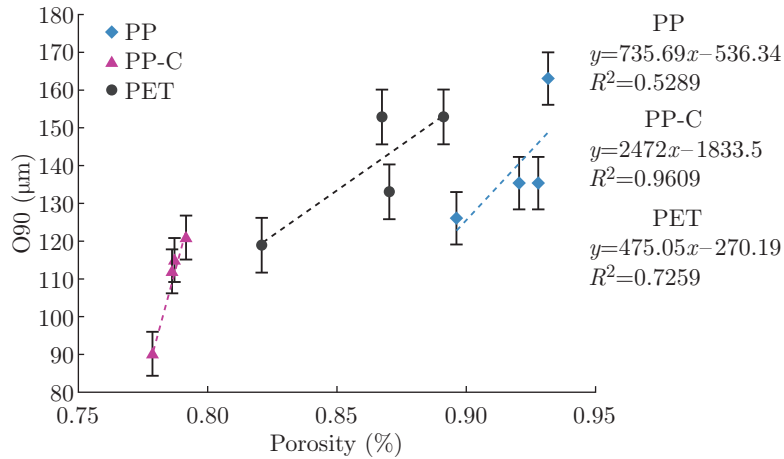 180
170
160
150
140
130
120
110
100
90
80
O90 (μm)
PP
PP-C
PET
0.75
0.80
0.85
0.90
0.95
Porosity (%)
PP
y=735.69x–536.34
R²=0.5289
PP-C
y=2472x–1833.5
R²=0.9609
PET
y=475.05x–270.19
R²=0.7259